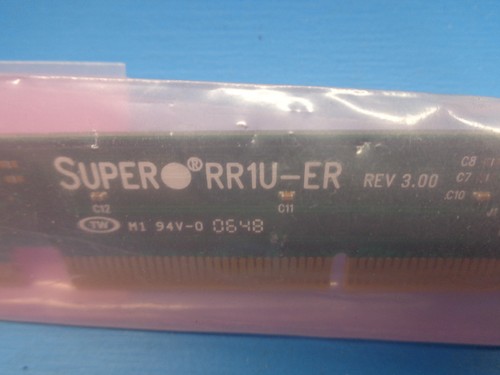 SUPER® RR1U-ER REV 3.00
C8
C7
C10
C12
C11
TW M1 94V-0 0648